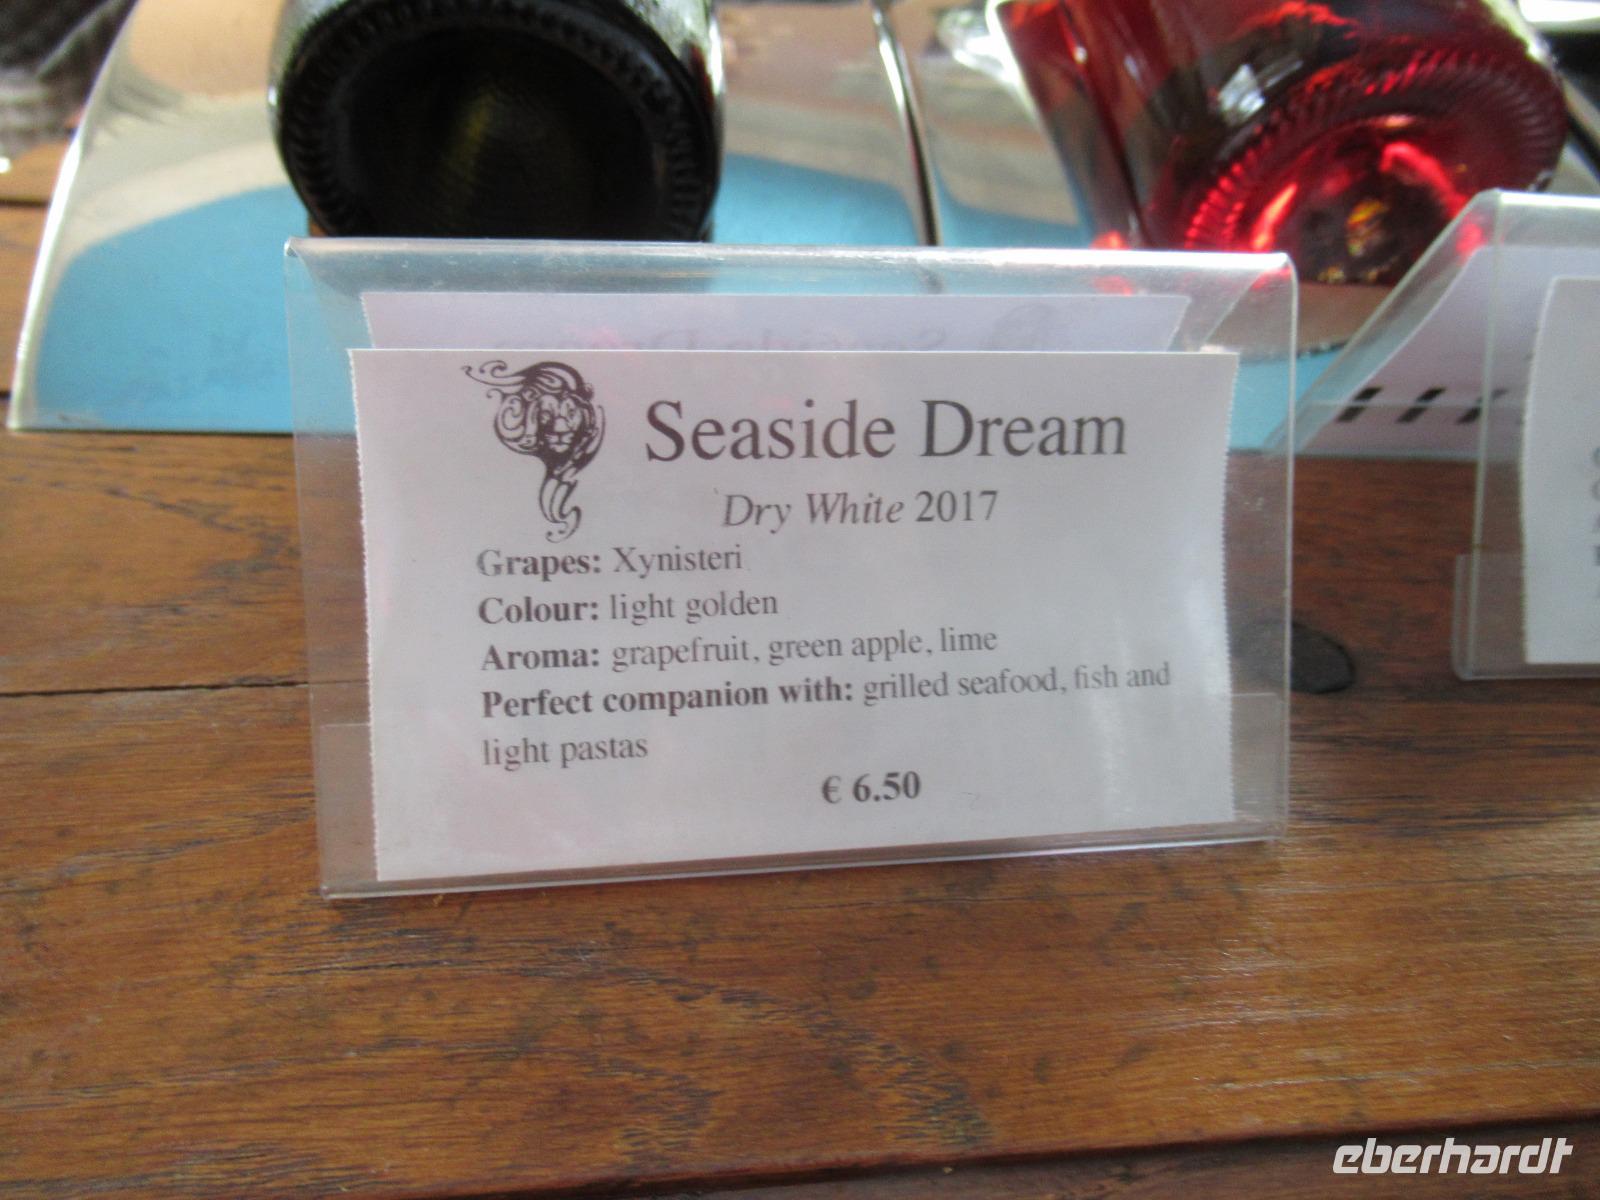 Seaside Dream
Dry White 2017
Grapes: Xynisteri
Colour: light golden
Aroma: grapefruit, green apple, lime
Perfect companion with: grilled seafood, fish and
light pastas
€ 6.50
eberhardt